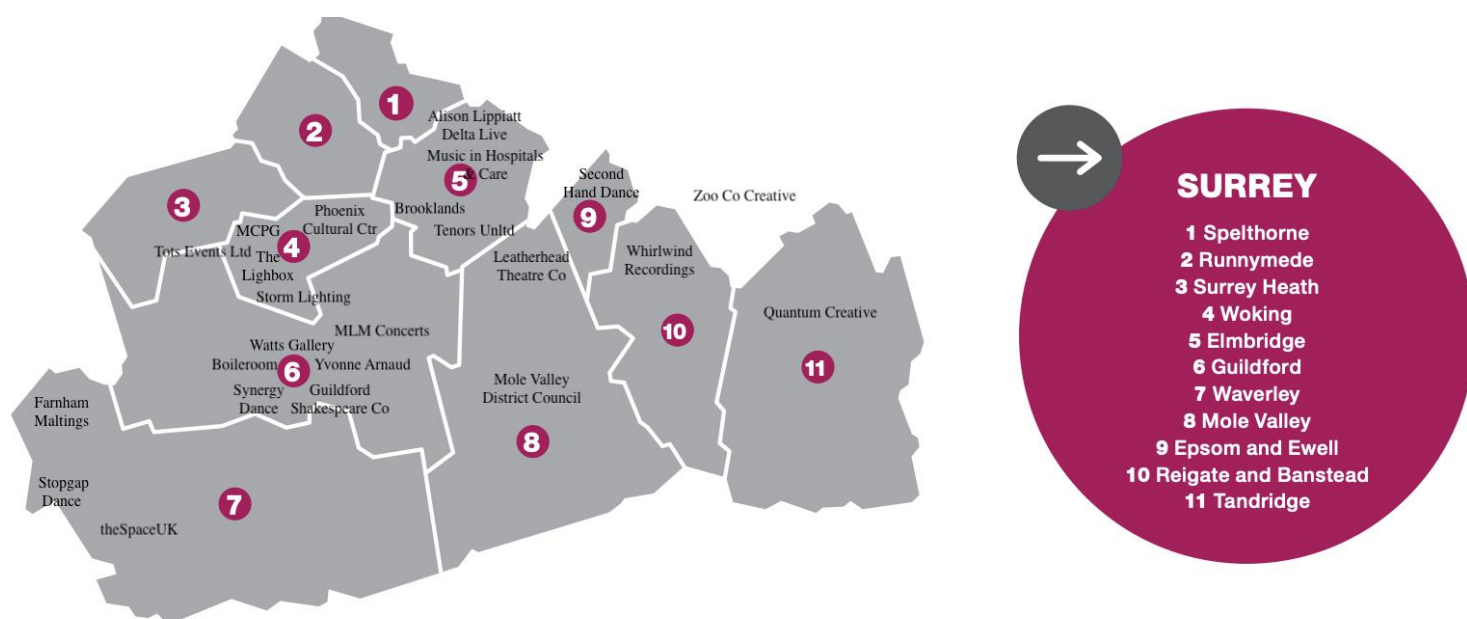 1
Alison Lippiatt
Delta Live
2
Music in Hospitals
& Care
5
Second
Hand Dance
9
Zoo Co Creative
3
Phoenix
Cultural Ctr
MCPG
4
Brooklands
Tenors Unltd
Tots Events Ltd
The
Lighbox
Storm Lighting
Leatherhead
Theatre Co
Whirlwind
Recordings
10
Quantum Creative
11
MLM Concerts
Watts Gallery
Boileroom
6
Yvonne Arnaud
Synergy
Dance
Guildford
Shakespeare Co
Mole Valley
District Council
8
Farnham
Maltings
Stopgap
Dance
7
theSpaceUK
SURREY
1 Spelthorne
2 Runnymede
3 Surrey Heath
4 Woking
5 Elmbridge
6 Guildford
7 Waverley
8 Mole Valley
9 Epsom and Ewell
10 Reigate and Banstead
11 Tandridge